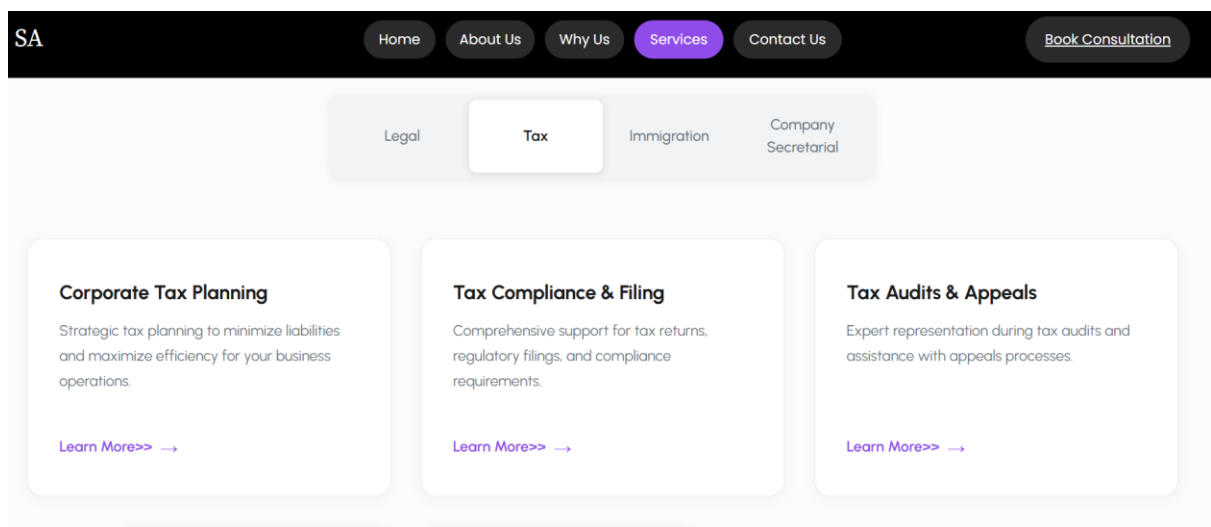 SA
Home
About Us
Why Us
Services
Contact Us
Book Consultation
Legal
Tax
Immigration
Company
Secretarial
Corporate Tax Planning
Strategic tax planning to minimize liabilities
and maximize efficiency for your business
operations.
Learn More>> →
Tax Compliance & Filing
Comprehensive support for tax returns,
regulatory filings, and compliance
requirements.
Learn More>> →
Tax Audits & Appeals
Expert representation during tax audits and
assistance with appeals processes.
Learn More>> →